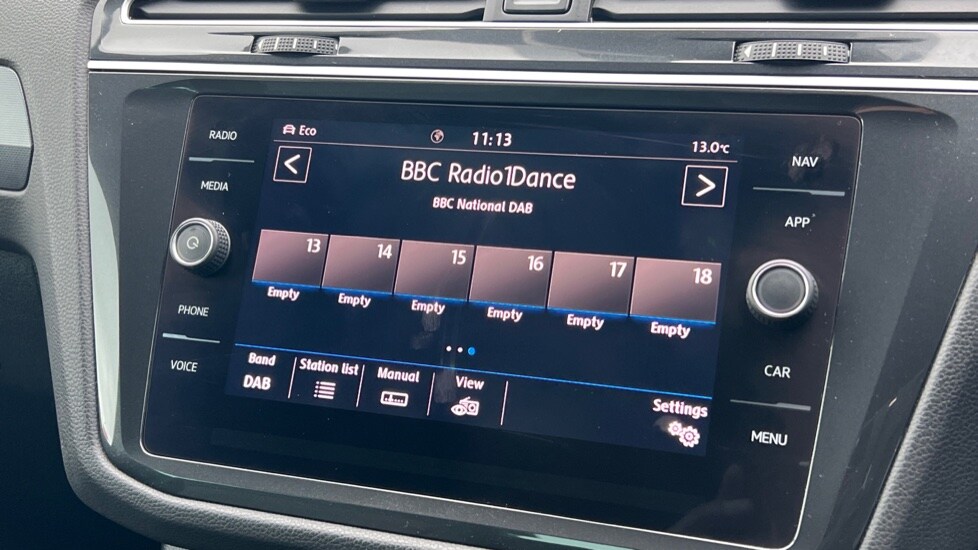 RADIO
MEDIA
PHONE
VOICE
Eco
11:13
13.0°C
<
BBC Radio1Dance
>
BBC National DAB
13 14 15 16 17 18
Empty Empty Empty Empty Empty Empty
Band Station list Manual View Settings
DAB
NAV
APP
CAR
MENU